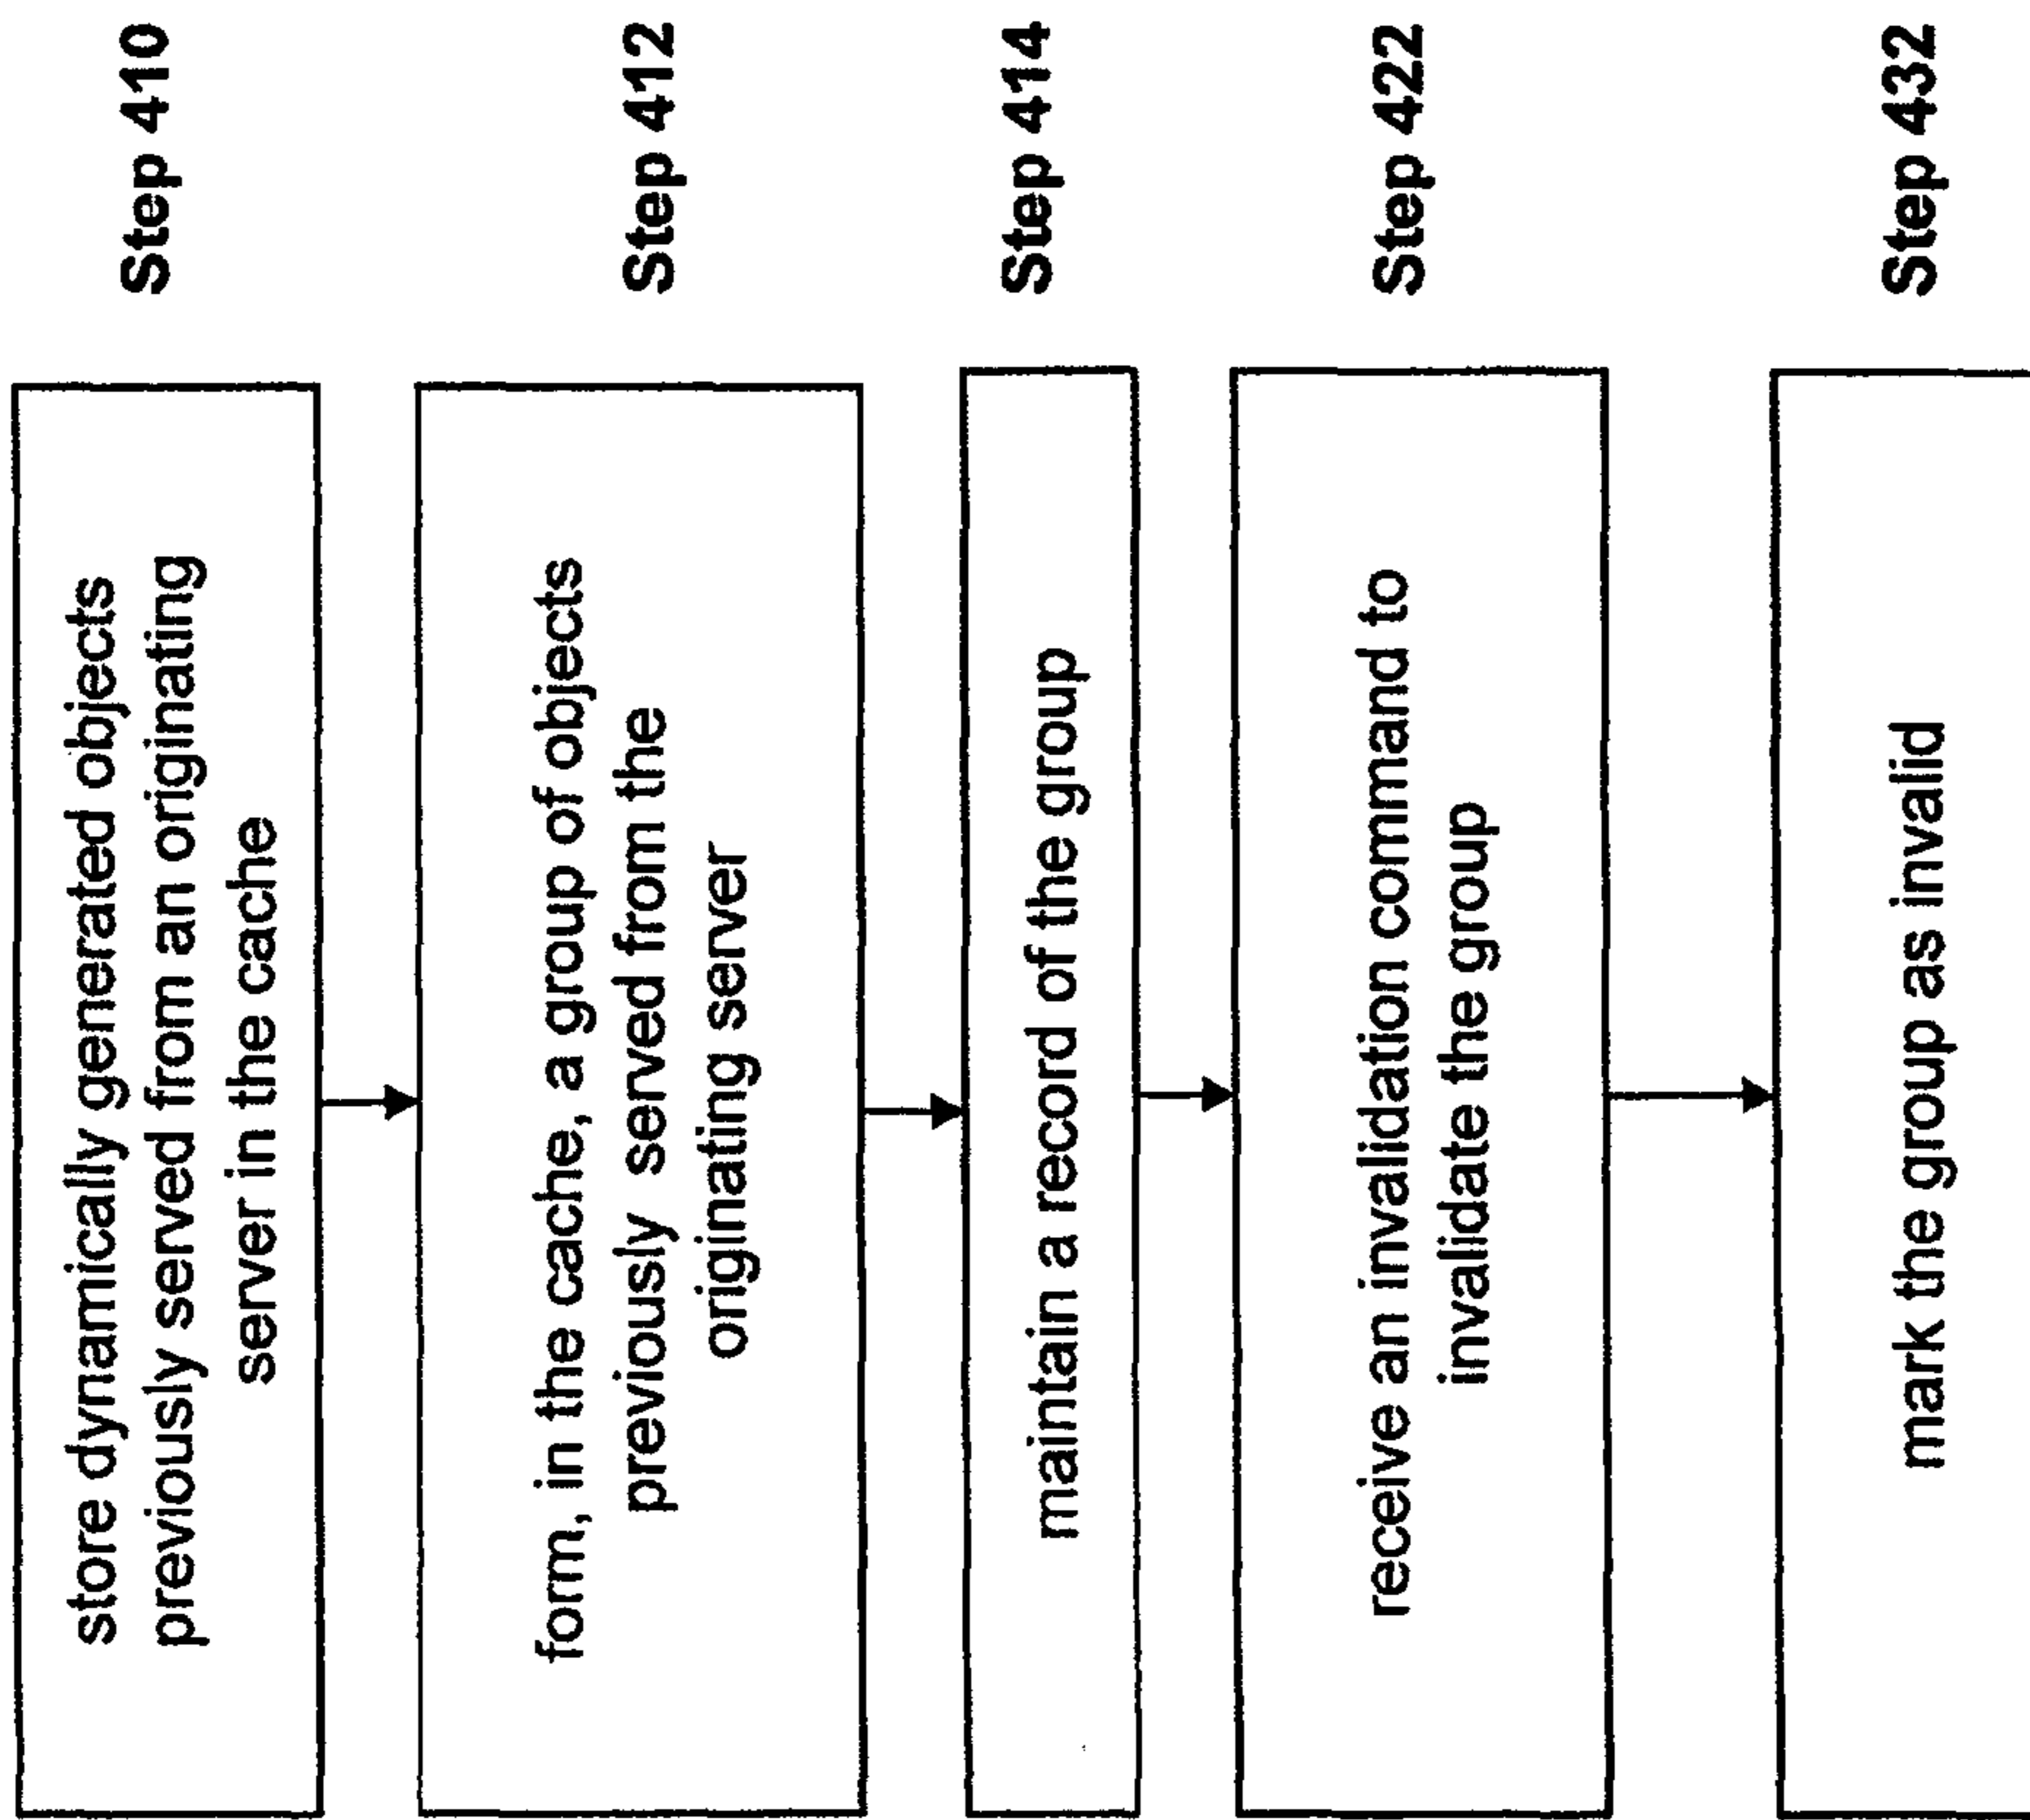 store dynamically generated objects
previously served from an originating
server in the cache
Step 410
form, in the cache, a group of objects
previously served from the
originating server
Step 412
maintain a record of the group
Step 414
receive an invalidation command to
invalidate the group
Step 422
mark the group as invalid
Step 432